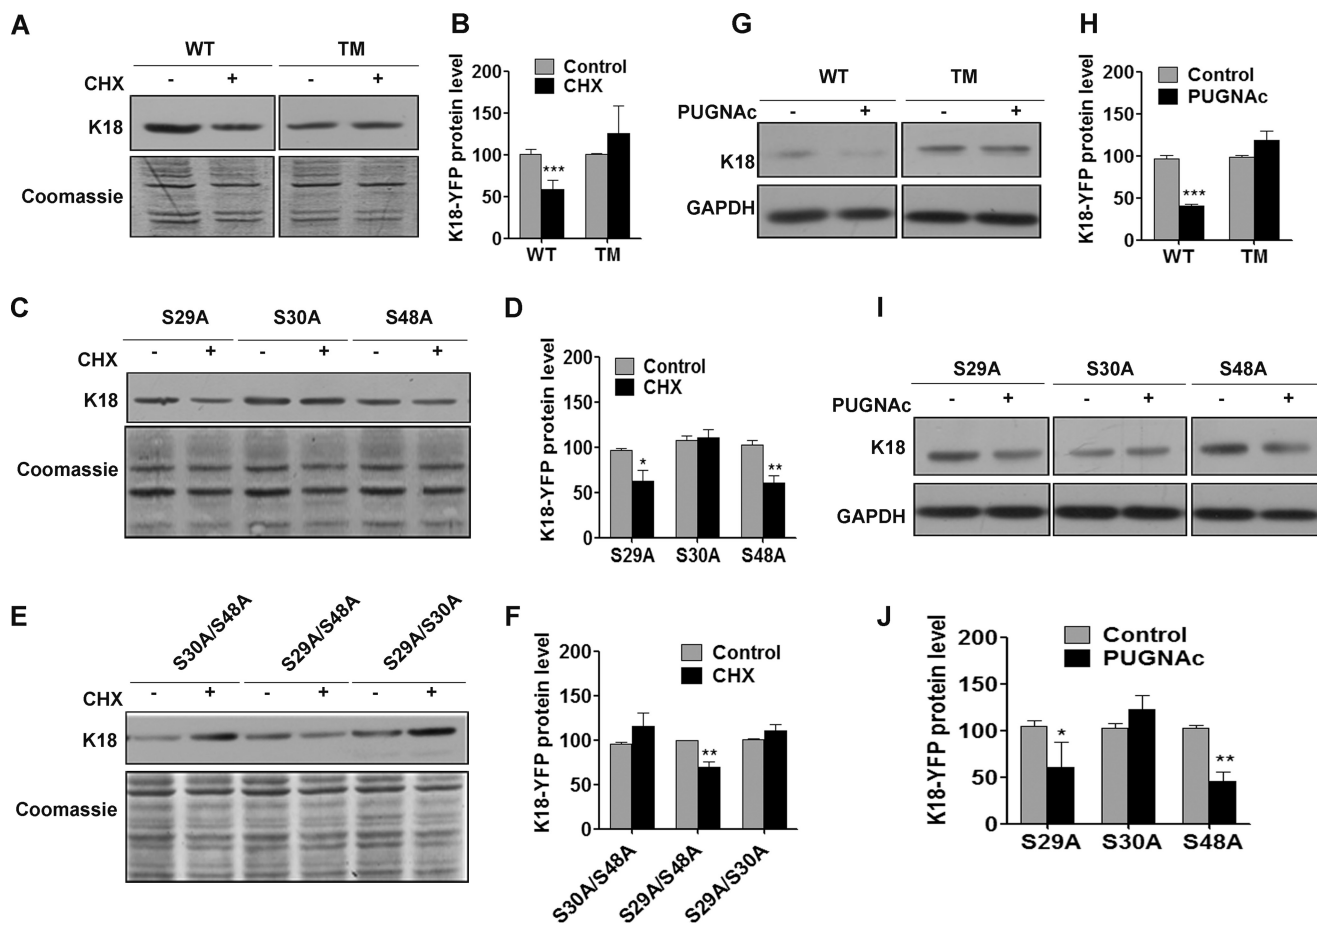 A
WT TM
CHX - + - +
K18
Coomassie
B
K18-YFP protein level
200
150
100
50
0
Control
CHX
***
WT TM
G
WT TM
PUGNAc - + - +
K18
GAPDH
H
K18-YFP protein level
200
150
100
50
0
Control
PUGNAc
***
WT TM
C
S29A S30A S48A
CHX - + - + - +
K18
Coomassie
D
K18-YFP protein level
200
150
100
50
0
Control
CHX
* **
S29A S30A S48A
I
S29A S30A S48A
PUGNAc - + - + - +
K18
GAPDH
E
S30A/S48A S29A/S48A S29A/S30A
CHX - + - + - +
K18
Coomassie
F
K18-YFP protein level
200
150
100
50
0
Control
CHX
**
S30A/S48A S29A/S48A S29A/S30A
J
K18-YFP protein level
200
150
100
50
0
Control
PUGNAc
* **
S29A S30A S48A